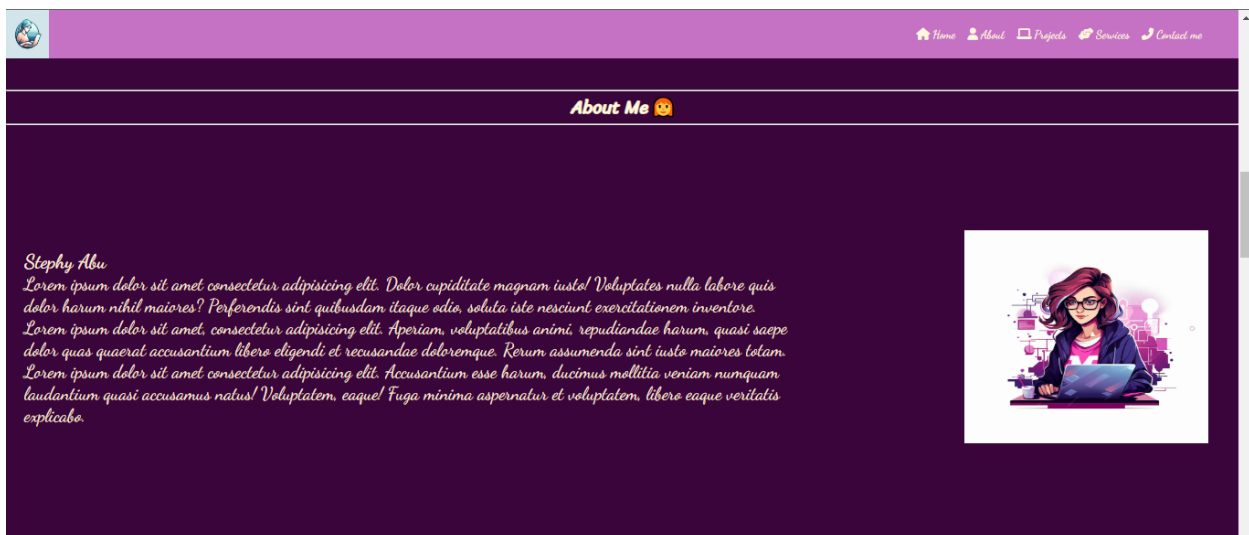 Home About Projects Services Contact me
About Me
Stephy Abu
Lorem ipsum dolor sit amet consectetur adipisicing elit. Dolor cupiditate magnam iusto! Voluptates nulla labore quis
dolor harum nihil maiores? Perferendis sint quibusdam itaque odio, soluta iste nesciunt exercitationem inventore.
Lorem ipsum dolor sit amet, consectetur adipisicing elit. Aperiam, voluptatibus animi, repudiandae harum, quasi saepe
dolor quas quaerat accusantium libero eligendi et recusandae doloremque. Rerum assumenda sint iusto maiores totam.
Lorem ipsum dolor sit amet consectetur adipisicing elit. Accusantium esse harum, ducimus mollitia veniam numquam
laudantium quasi accusamus natus! Voluptatem, eaque! Fuga minima aspernatur et voluptatem, libero eaque veritatis
explicabo.